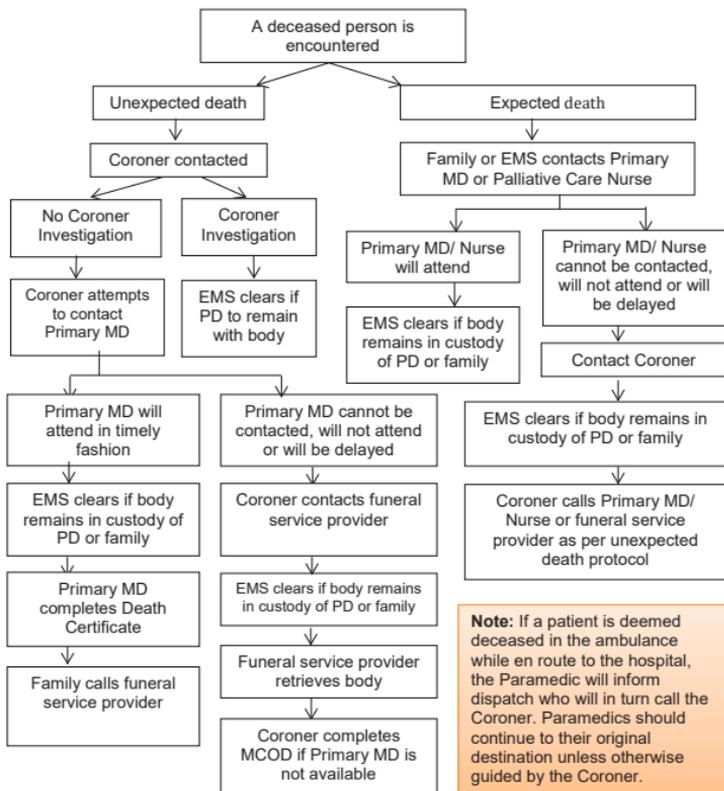 A deceased person is
encountered
Unexpected death
Expected death
Coroner contacted
Family or EMS contacts Primary
MD or Palliative Care Nurse
No Coroner
Investigation
Coroner
Investigation
Primary MD/ Nurse
will attend
Primary MD/ Nurse
cannot be contacted,
will not attend or will
be delayed
Coroner attempts
to contact
Primary MD
EMS clears if
PD to remain
with body
EMS clears if body
remains in custody
of PD or family
Contact Coroner
Primary MD will
attend in timely
fashion
Primary MD cannot be
contacted, will not attend
or will be delayed
EMS clears if body remains in
custody of PD or family
EMS clears if body
remains in custody of
PD or family
Coroner contacts funeral
service provider
Coroner calls Primary MD/
Nurse or funeral service
provider as per unexpected
death protocol
Primary MD
completes Death
Certificate
EMS clears if body remains
in custody of PD or family
Family calls funeral
service provider
Funeral service provider
retrieves body
Coroner completes
MCOD if Primary MD is
not available
Note: If a patient is deemed
deceased in the ambulance
while en route to the hospital,
the Paramedic will inform
dispatch who will in turn call the
Coroner. Paramedics should
continue to their original
destination unless otherwise
guided by the Coroner.